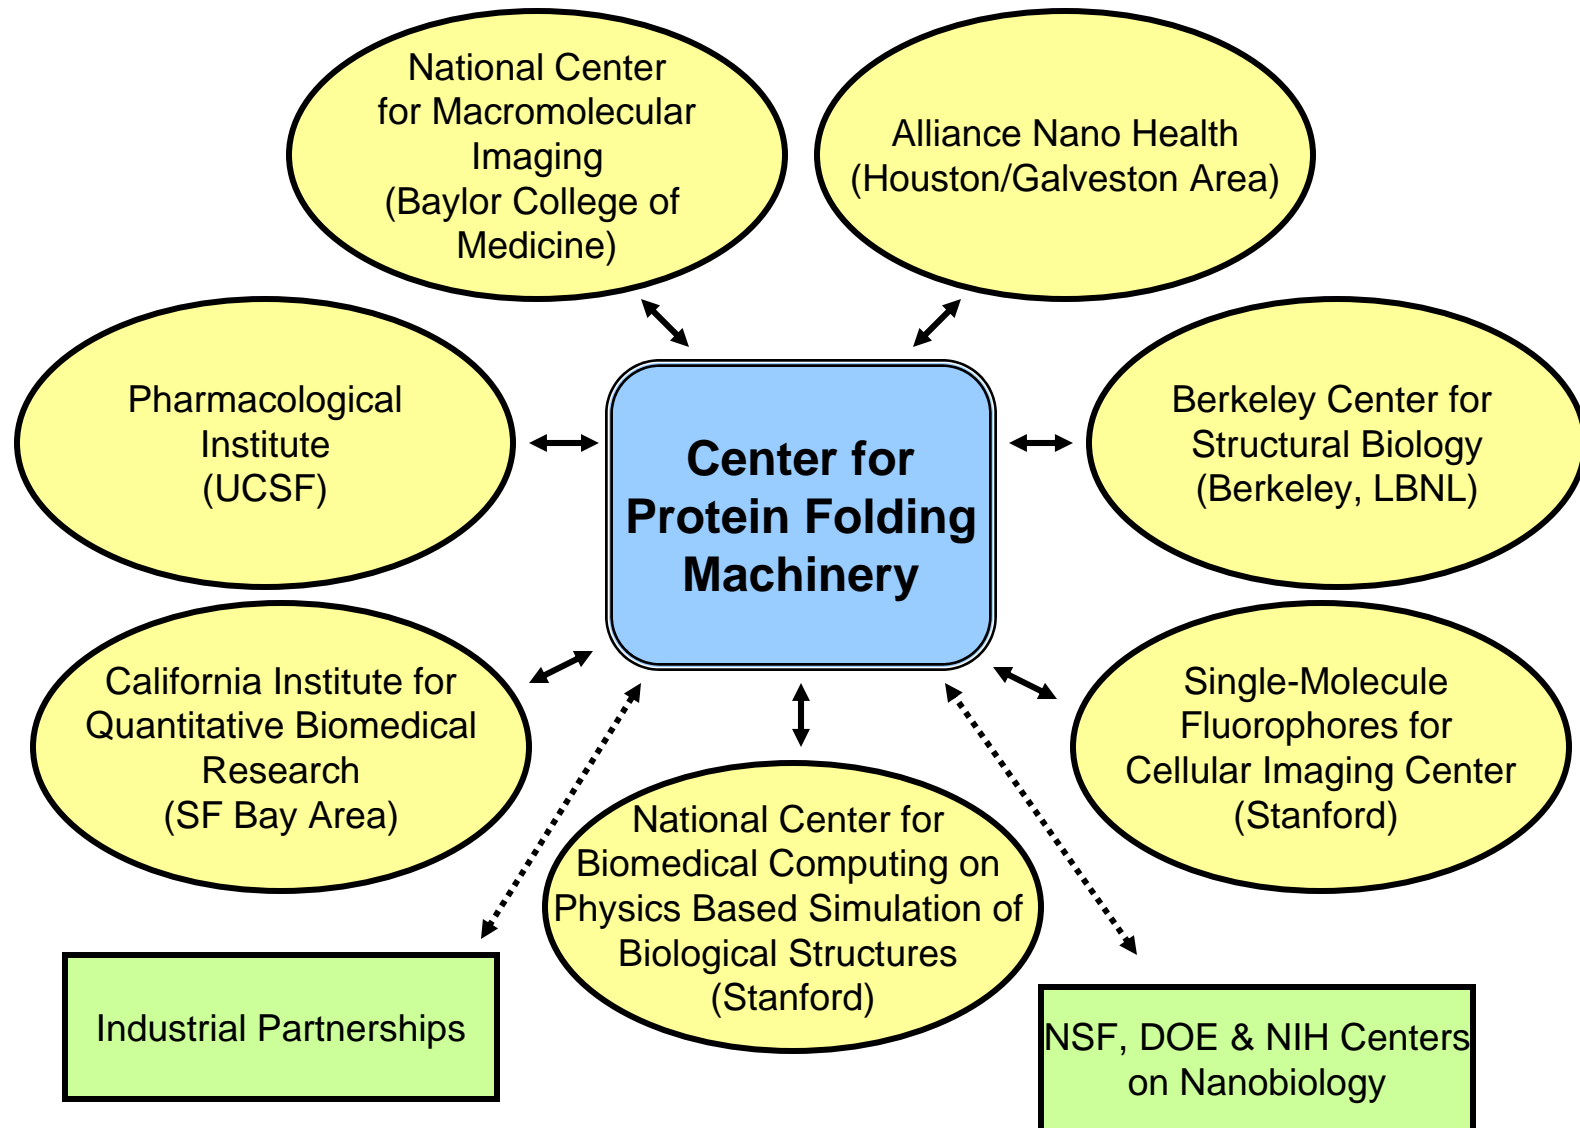 National Center
for Macromolecular
Imaging
(Baylor College of
Medicine)
Alliance Nano Health
(Houston/Galveston Area)
Pharmacological
Institute
(UCSF)
Center for
Protein Folding
Machinery
Berkeley Center for
Structural Biology
(Berkeley, LBNL)
California Institute for
Quantitative Biomedical
Research
(SF Bay Area)
Single-Molecule
Fluorophores for
Cellular Imaging Center
(Stanford)
National Center for
Biomedical Computing on
Physics Based Simulation of
Biological Structures
(Stanford)
Industrial Partnerships
NSF, DOE & NIH Centers
on Nanobiology